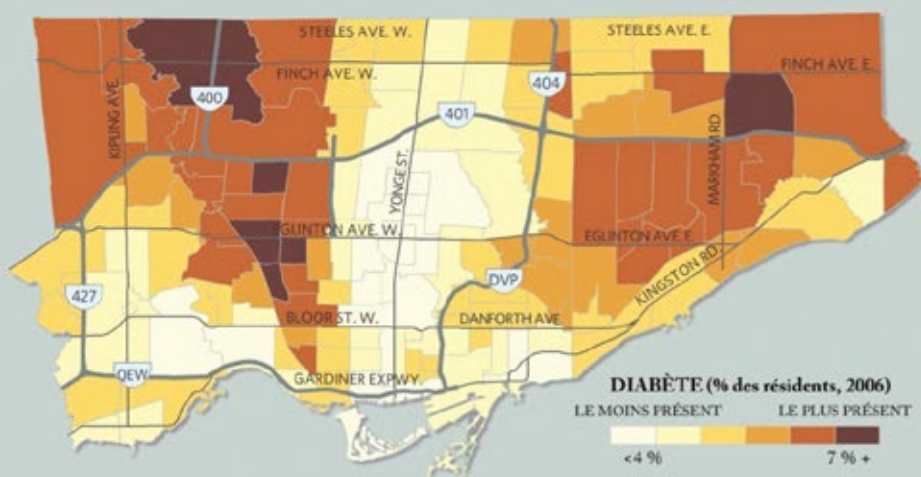 STEELES AVE. W.
STEELES AVE. E.
FINCH AVE. W.
FINCH AVE. E.
404
400
401
KIPLING AVE.
YONGE ST.
MARKHAM RD
EGLINTON AVE. W.
EGLINTON AVE. E.
DVP
KINGSTON RD.
427
BLOOR ST. W.
DANFORTH AVE.
QEW
GARDINER EXPWY.
DIABÈTE (% des résidents, 2006)
LE MOINS PRÉSENT LE PLUS PRÉSENT
<4 % 7 % +